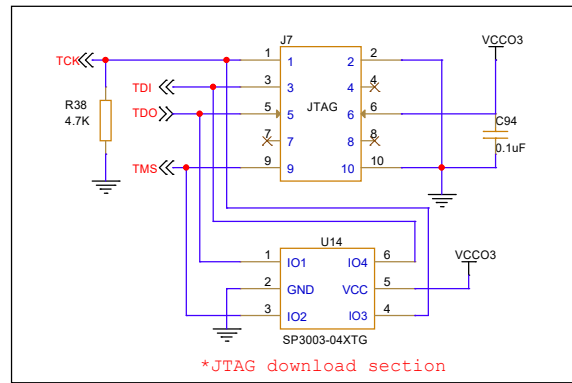 VCCO3
J7
TCK 1 1 2 2
TDI 3 3 4 4
R38 TDO 5 5 JTAG 6 6 C94
4.7K 7 7 8 8 0.1uF
TMS 9 9 10 10
U14
1 IO1 IO4 6 VCCO3
2 GND VCC 5
3 IO2 IO3 4
SP3003-04XTG
*JTAG download section